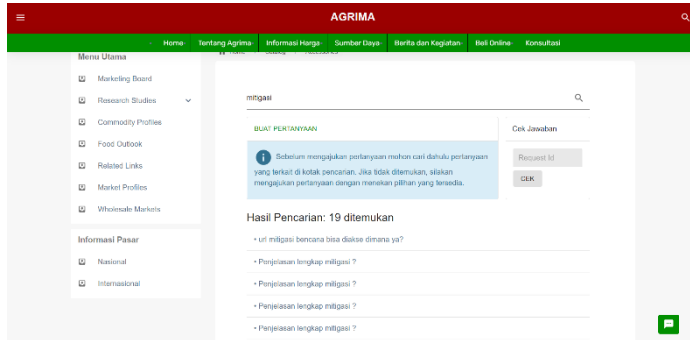 AGRIMA
Home Tentang Agrima Informasi Harga Sumber Daya Berita dan Kegiatan Beli Online Konsultasi
Menu Utama
Marketing Board
Research Studies
Commodity Profiles
Food Outlook
Related Links
Market Profiles
Wholesale Markets
Informasi Pasar
Nasional
Internasional
mitigasi
BUAT PERTANYAAN
Sebelum mengajukan pertanyaan mohon cari dahulu pertanyaan
yang terkait di kotak pencarian. Jika tidak ditemukan, silakan
mengajukan pertanyaan dengan menekan pilihan yang tersedia.
Cek Jawaban
Request Id
CEK
Hasil Pencarian: 19 ditemukan
• url mitigasi bencana bisa diakse dimana ya?
• Penjelasan lengkap mitigasi ?
• Penjelasan lengkap mitigasi ?
• Penjelasan lengkap mitigasi ?
• Penjelasan lengkap mitigasi ?